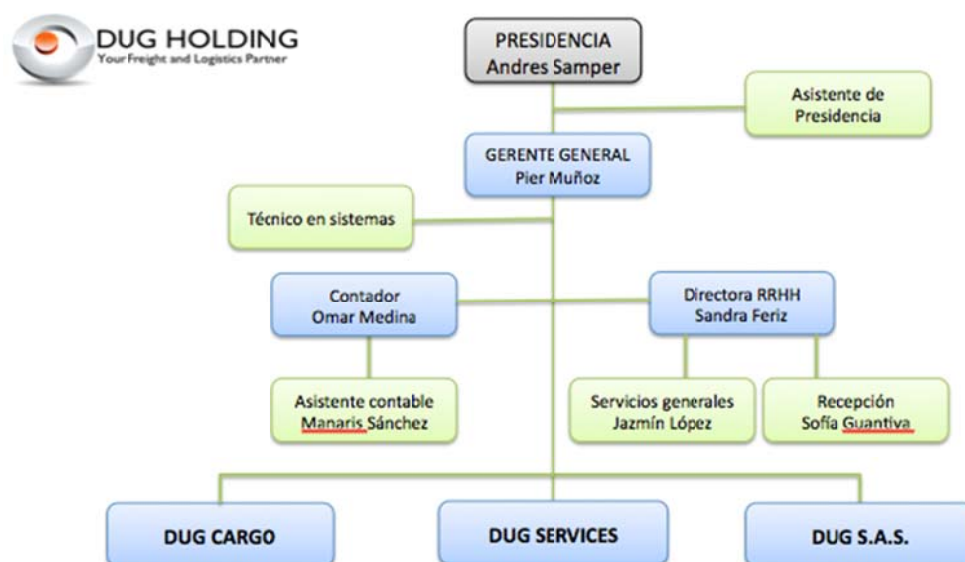 DUG HOLDING
Your Freight and Logistics Partner
PRESIDENCIA
Andres Samper
Asistente de
Presidencia
GERENTE GENERAL
Pier Muñoz
Técnico en sistemas
Contador
Omar Medina
Directora RRHH
Sandra Feriz
Asistente contable
Manaris Sánchez
Servicios generales
Jazmín López
Recepción
Sofía Guantiva
DUG CARGO
DUG SERVICES
DUG S.A.S.